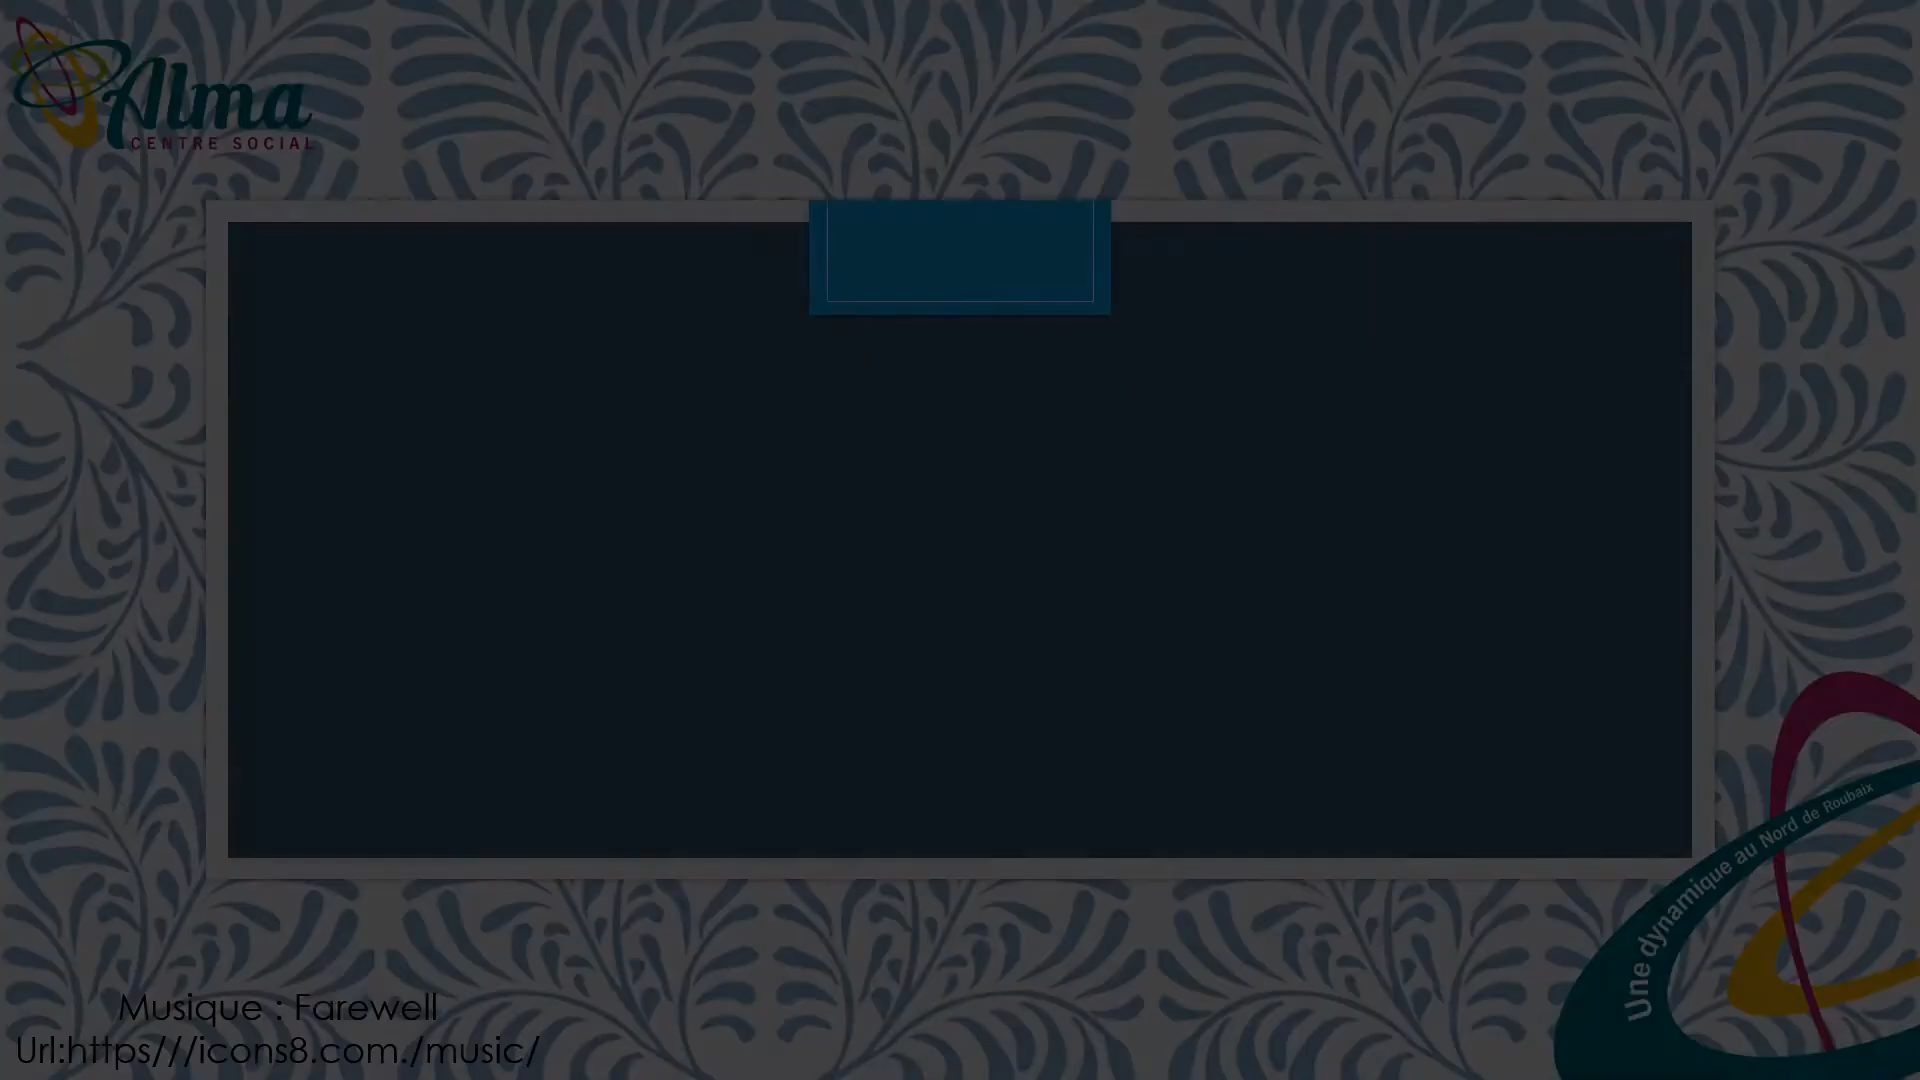 Alma
CENTRE SOCIAL
Une dynamique au Nord de Roubaix
Musique : Farewell
Url:https///icons8.com./music/